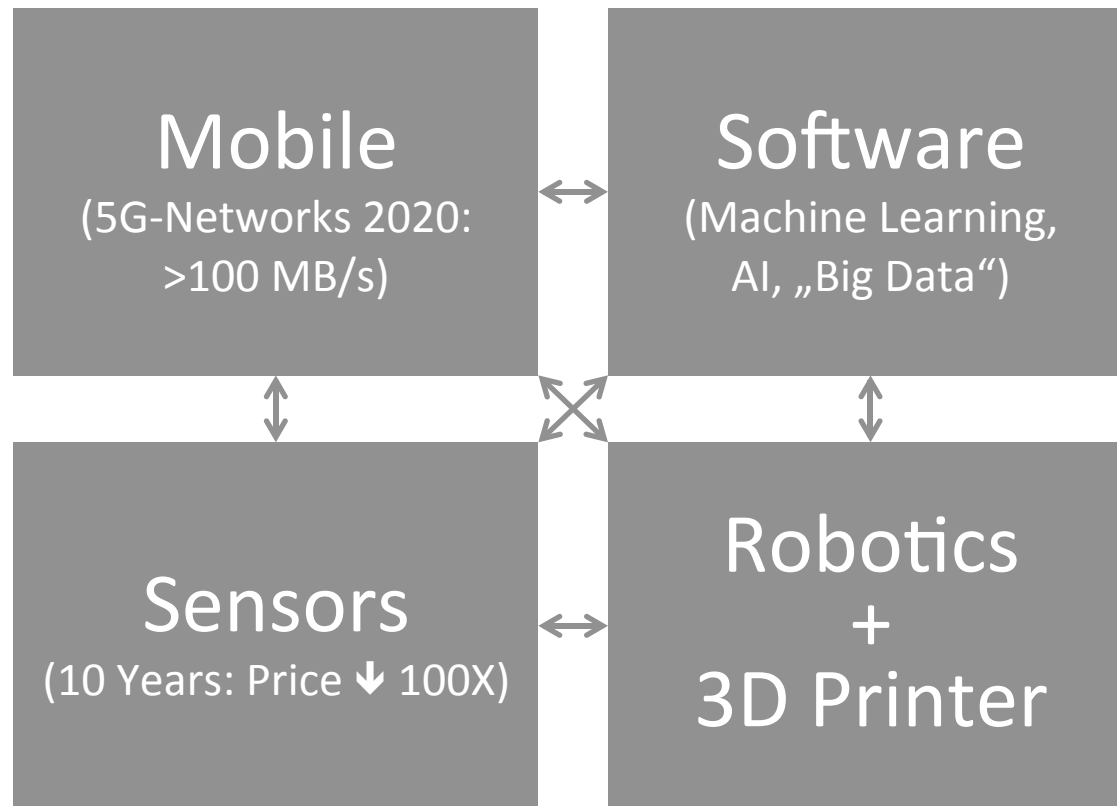 Mobile
(5G-Networks 2020:
>100 MB/s)
Software
(Machine Learning,
AI, „Big Data“)
Sensors
(10 Years: Price 🡻 100X)
Robotics
+
3D Printer